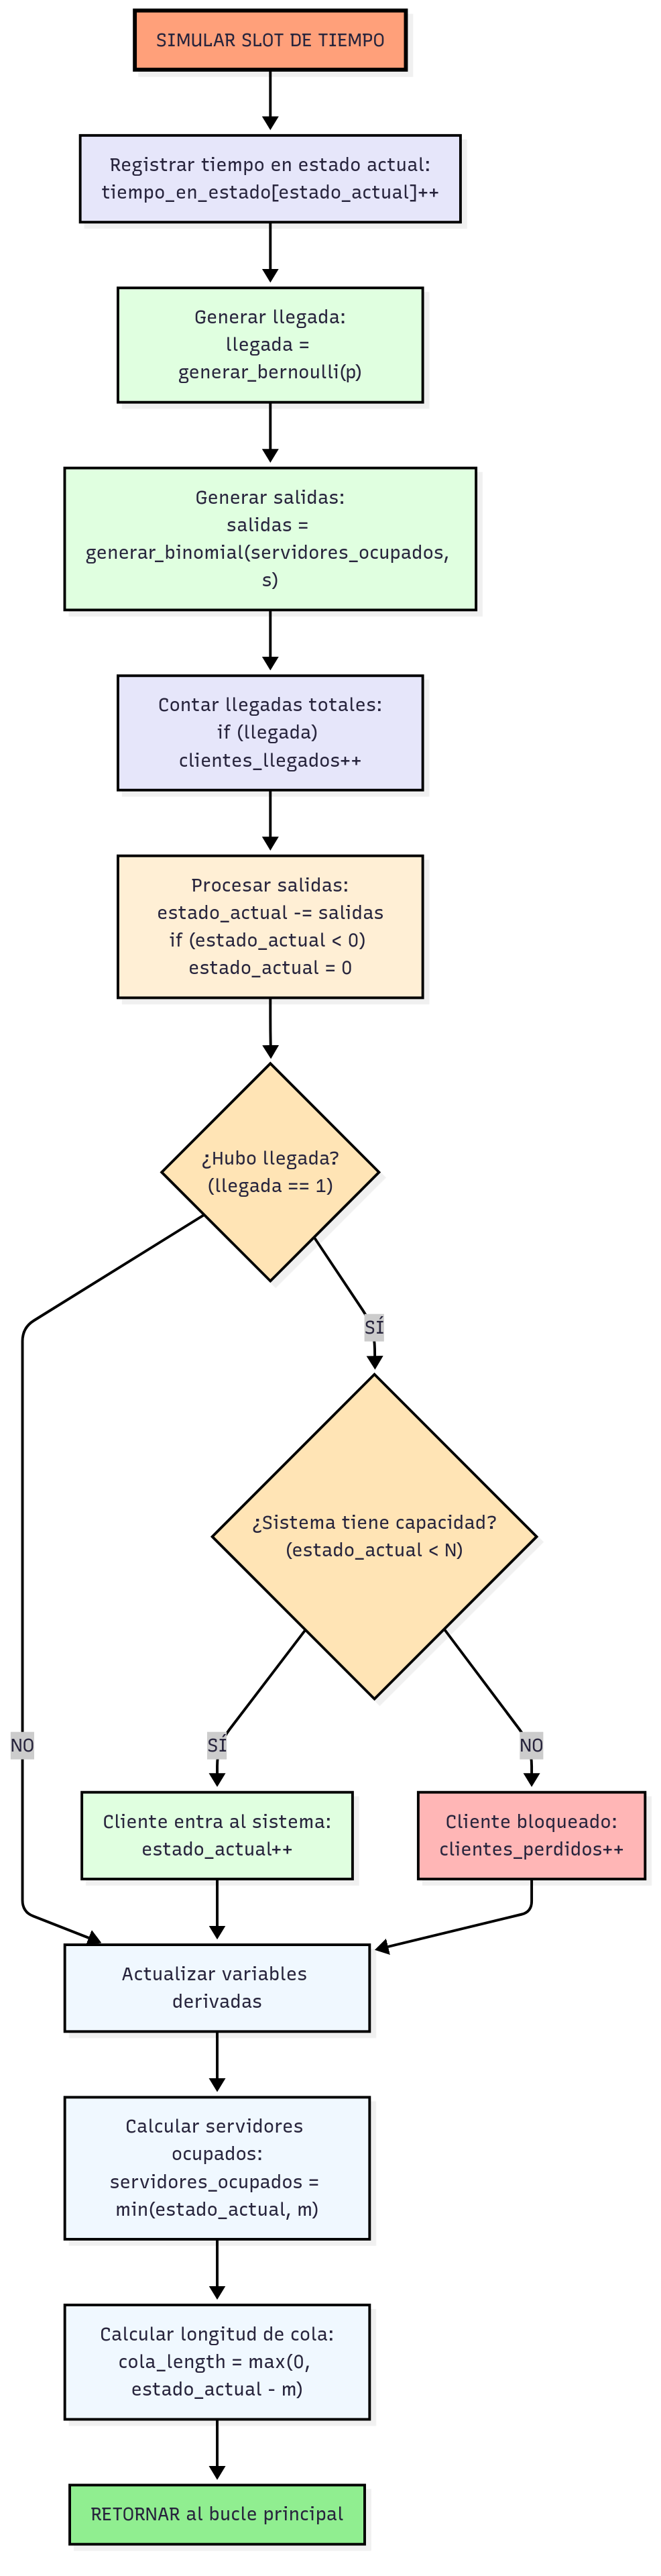 SIMULAR SLOT DE TIEMPO
Registrar tiempo en estado actual:
tiempo_en_estado[estado_actual]++
Generar llegada:
llegada =
generar_bernoulli(p)
Generar salidas:
salidas =
generar_binomial(servidores_ocupados,
s)
Contar llegadas totales:
if (llegada)
clientes_llegados++
Procesar salidas:
estado_actual -= salidas
if (estado_actual < 0)
estado_actual = 0
¿Hubo llegada?
(llegada == 1)
SÍ
¿Sistema tiene capacidad?
(estado_actual < N)
NO
SÍ
NO
Cliente entra al sistema:
estado_actual++
Cliente bloqueado:
clientes_perdidos++
Actualizar variables
derivadas
Calcular servidores
ocupados:
servidores_ocupados =
min(estado_actual, m)
Calcular longitud de cola:
cola_length = max(0,
estado_actual - m)
RETORNAR al bucle principal